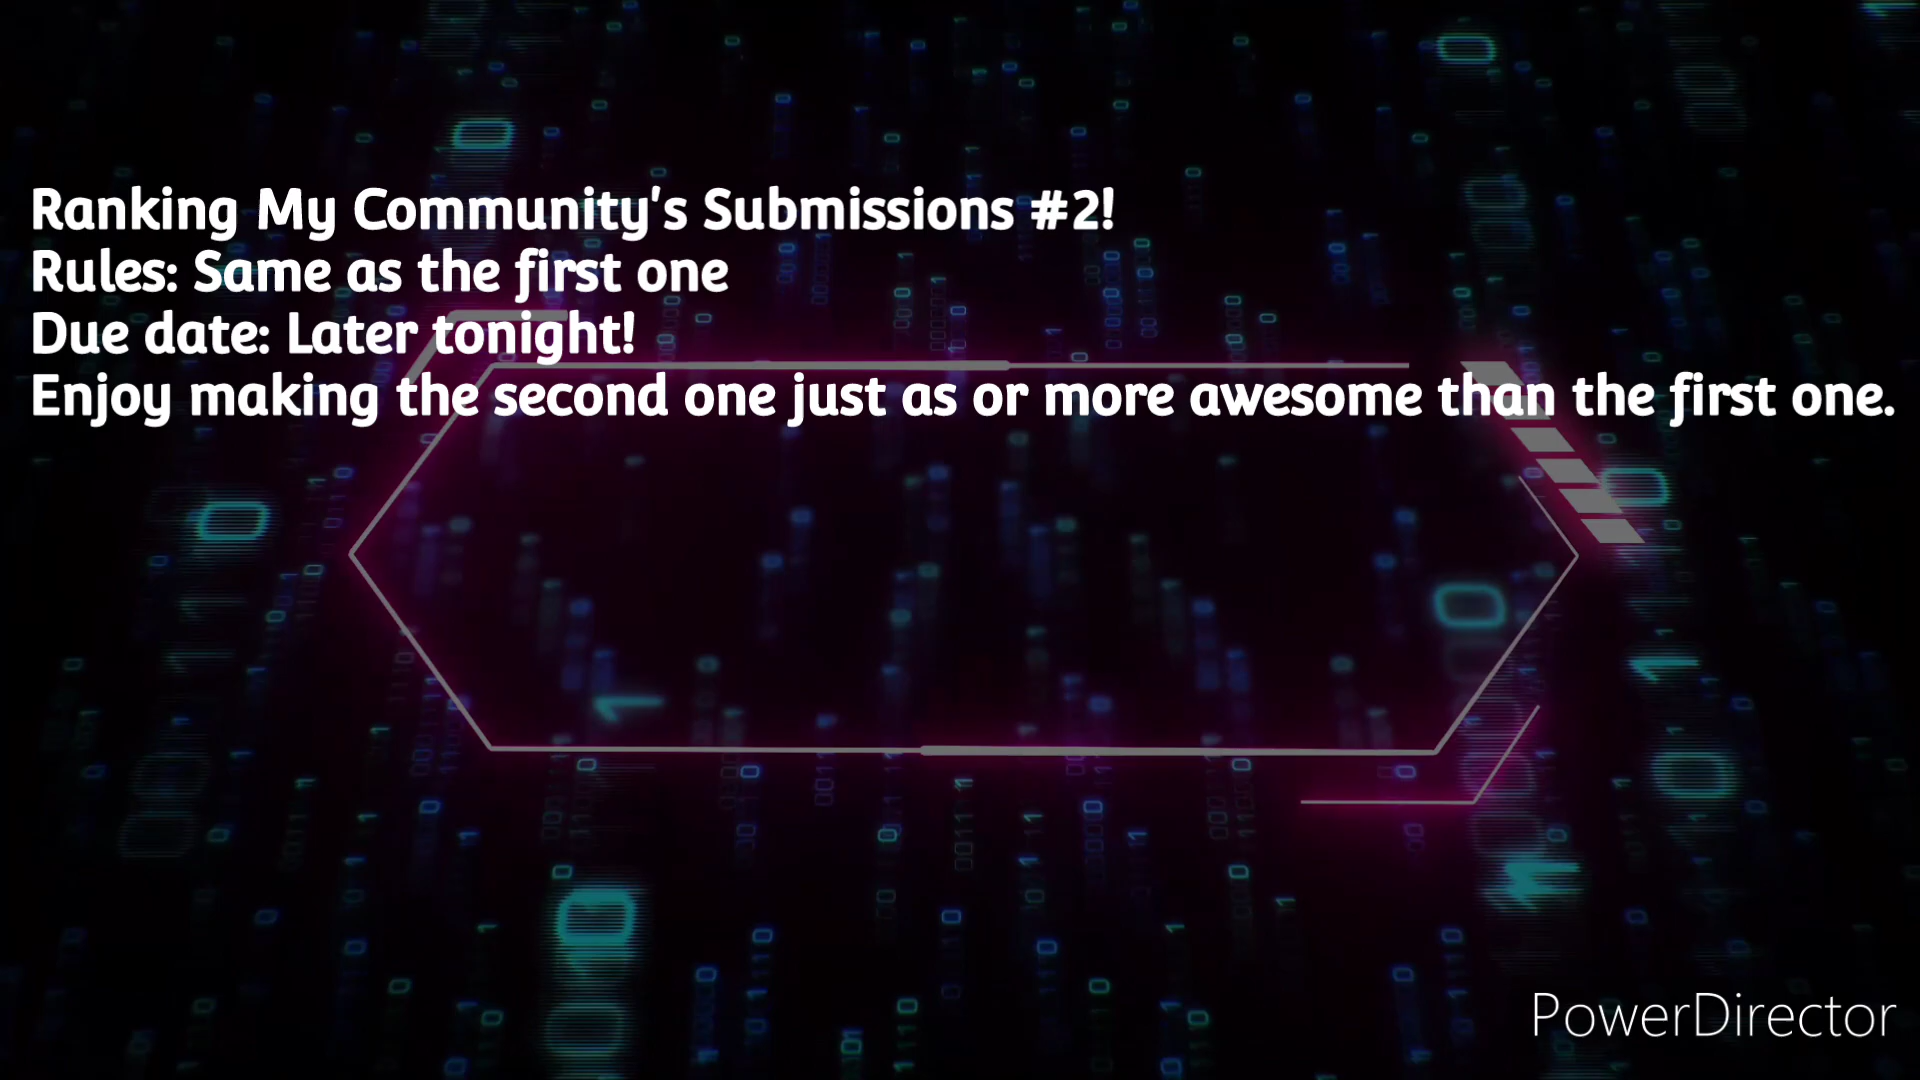 Ranking My Community's Submissions #2!
Rules: Same as the first one
Due date: Later tonight!
Enjoy making the second one just as or more awesome than the first one.
PowerDirector